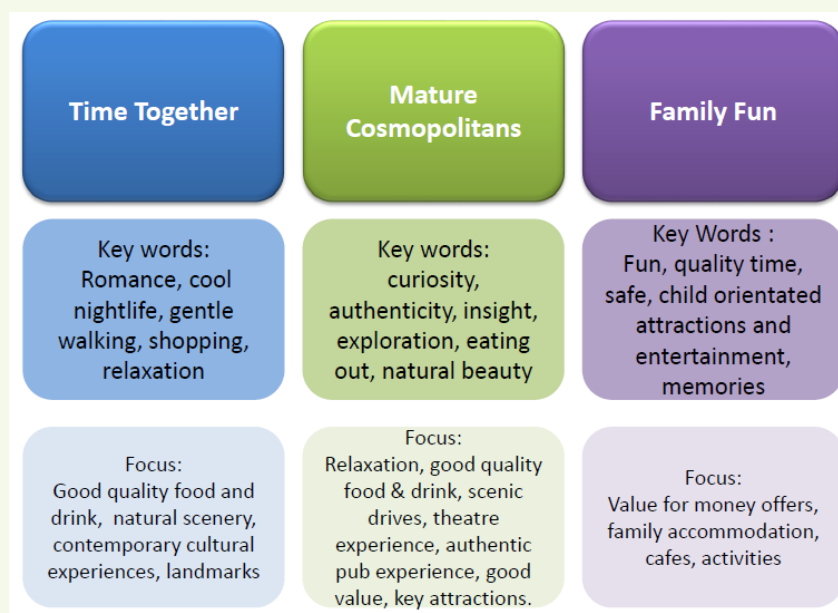 Time Together
Mature
Cosmopolitans
Family Fun
Key words:
Romance, cool
nightlife, gentle
walking, shopping,
relaxation
Key words:
curiosity,
authenticity, insight,
exploration, eating
out, natural beauty
Key Words :
Fun, quality time,
safe, child orientated
attractions and
entertainment,
memories
Focus:
Good quality food and
drink, natural scenery,
contemporary cultural
experiences, landmarks
Focus:
Relaxation, good quality
food & drink, scenic
drives, theatre
experience, authentic
pub experience, good
value, key attractions.
Focus:
Value for money offers,
family accommodation,
cafes, activities